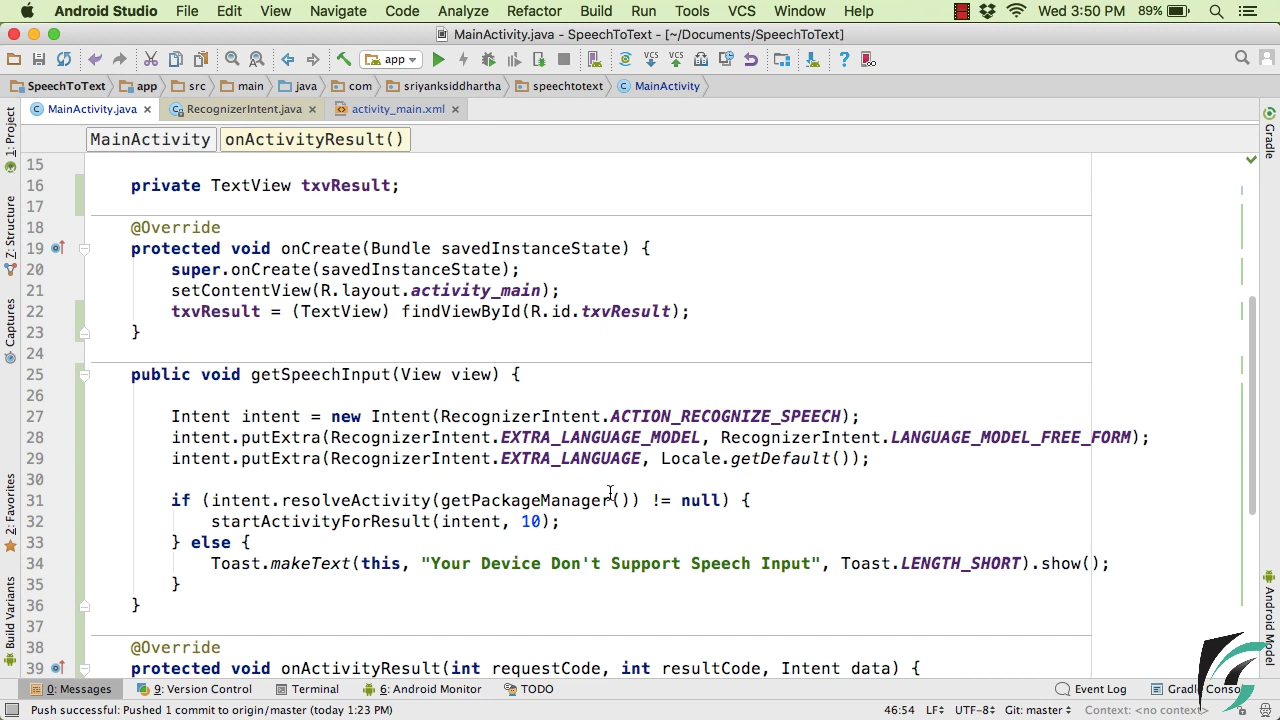 Android Studio File Edit View Navigate Code Analyze Refactor Build Run Tools VCS Window Help Wed 3:50 PM 89%
MainActivity.java - SpeechToText - [~/Documents/SpeechToText]
app VCS VCS
SpeechToText app src main java com sriyanksiddhartha speechtotext MainActivity
MainActivity.java RecognizerIntent.java activity_main.xml
MainActivity onActivityResult()
1: Project
Z: Structure
Captures
2: Favorites
Build Variants
Gradle
Android Model
15
16 private TextView txvResult;
17
18 @Override
19 protected void onCreate(Bundle savedInstanceState) {
20 super.onCreate(savedInstanceState);
21 setContentView(R.layout.activity_main);
22 txvResult = (TextView) findViewById(R.id.txvResult);
23 }
24
25 public void getSpeechInput(View view) {
26
27 Intent intent = new Intent(RecognizerIntent.ACTION_RECOGNIZE_SPEECH);
28 intent.putExtra(RecognizerIntent.EXTRA_LANGUAGE_MODEL, RecognizerIntent.LANGUAGE_MODEL_FREE_FORM);
29 intent.putExtra(RecognizerIntent.EXTRA_LANGUAGE, Locale.getDefault());
30
31 if (intent.resolveActivity(getPackageManager()) != null) {
32 startActivityForResult(intent, 10);
33 } else {
34 Toast.makeText(this, "Your Device Don't Support Speech Input", Toast.LENGTH_SHORT).show();
35 }
36 }
37
38 @Override
39 protected void onActivityResult(int requestCode, int resultCode, Intent data) {
0: Messages 9: Version Control Terminal 6: Android Monitor TODO Event Log
Push successful: Pushed 1 commit to origin/master (today 1:23 PM) 46:54 LF UTF-8 Git: master Context: <no context>